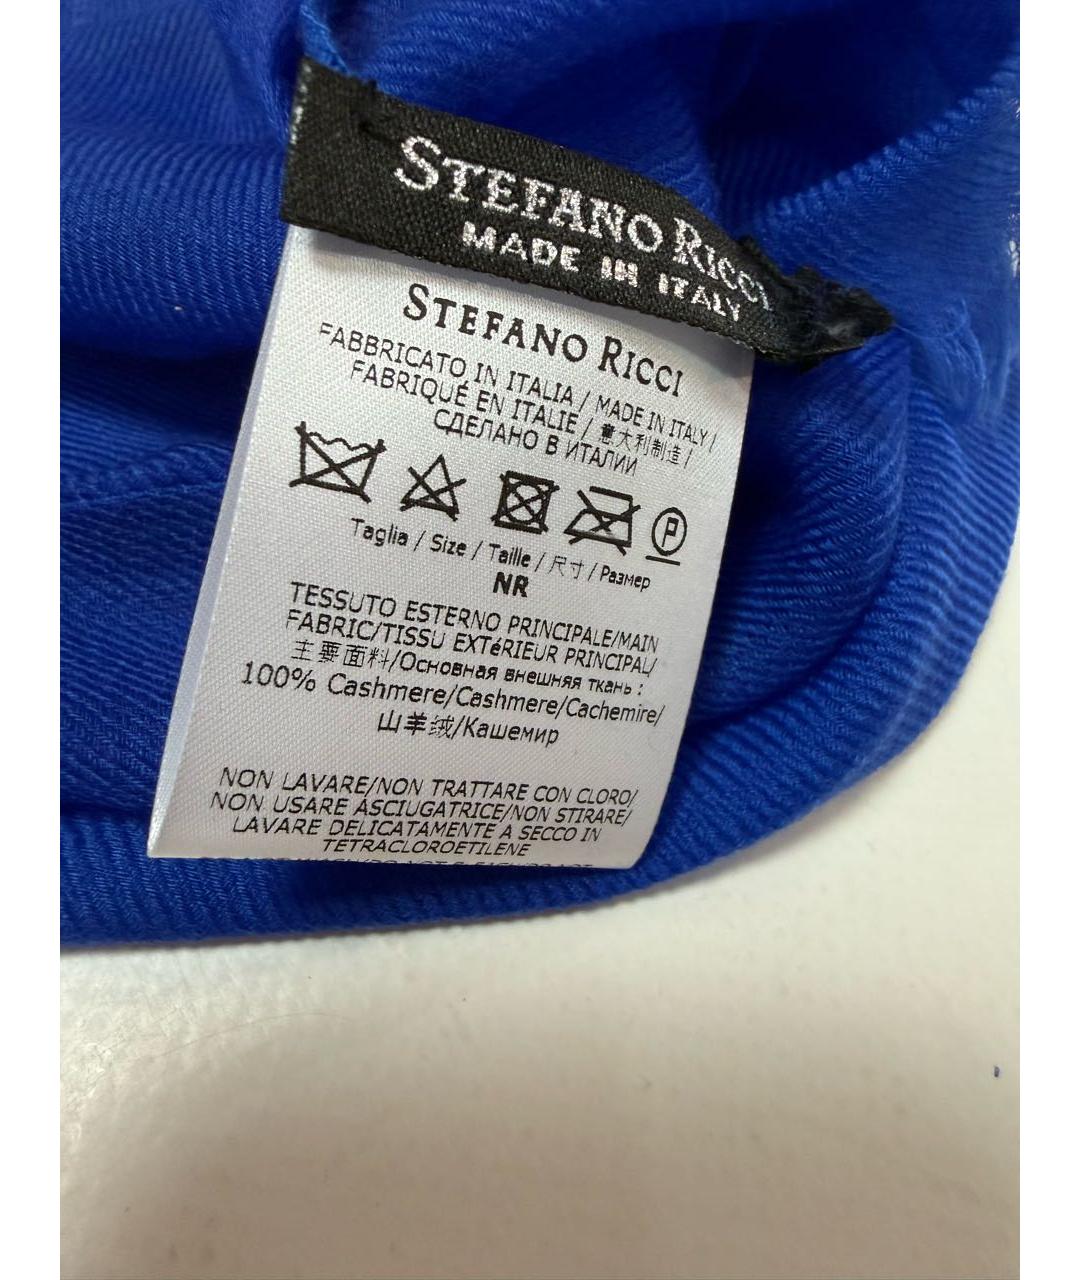 STEFANO RICCI
MADE IN ITALY
STEFANO RICCI
FABBRICATO IN ITALIA / MADE IN ITALY /
FABRIQUÉ EN ITALIE / 意大利制造 /
СДЕЛАНО В ИТАЛИИ
P
Taglia / Size / Taille / 尺寸 / Размер
NR
TESSUTO ESTERNO PRINCIPALE/MAIN
FABRIC/TISSU EXTéRIEUR PRINCIPAL/
主要面料/Основная внешняя ткань :
100% Cashmere/Cashmere/Cachemire/
山羊绒/Кашемир
NON LAVARE/NON TRATTARE CON CLORO/
NON USARE ASCIUGATRICE/NON STIRARE/
LAVARE DELICATAMENTE A SECCO IN
TETRACLOROETILENE